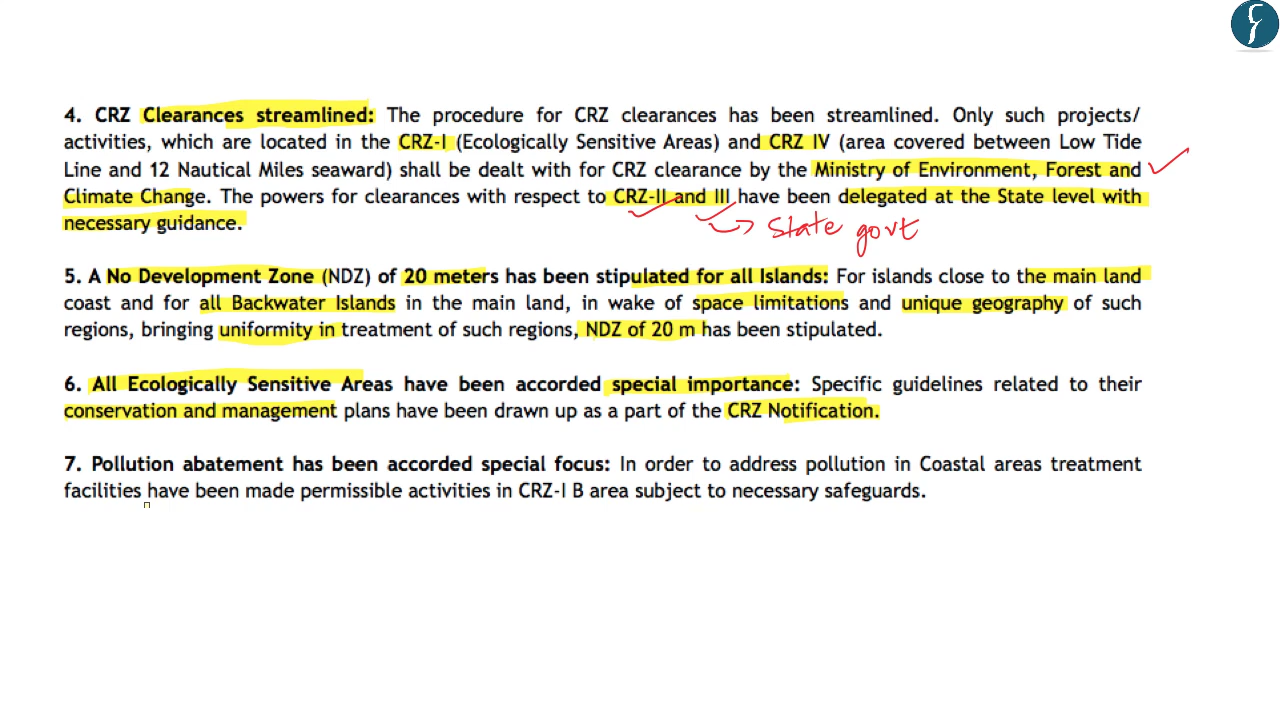 4. CRZ Clearances streamlined: The procedure for CRZ clearances has been streamlined. Only such projects/
activities, which are located in the CRZ-I (Ecologically Sensitive Areas) and CRZ IV (area covered between Low Tide
Line and 12 Nautical Miles seaward) shall be dealt with for CRZ clearance by the Ministry of Environment, Forest and
Climate Change. The powers for clearances with respect to CRZ-II and III have been delegated at the State level with
necessary guidance.
State govt
5. A No Development Zone (NDZ) of 20 meters has been stipulated for all Islands: For islands close to the main land
coast and for all Backwater Islands in the main land, in wake of space limitations and unique geography of such
regions, bringing uniformity in treatment of such regions, NDZ of 20 m has been stipulated.
6. All Ecologically Sensitive Areas have been accorded special importance: Specific guidelines related to their
conservation and management plans have been drawn up as a part of the CRZ Notification.
7. Pollution abatement has been accorded special focus: In order to address pollution in Coastal areas treatment
facilities have been made permissible activities in CRZ-I B area subject to necessary safeguards.